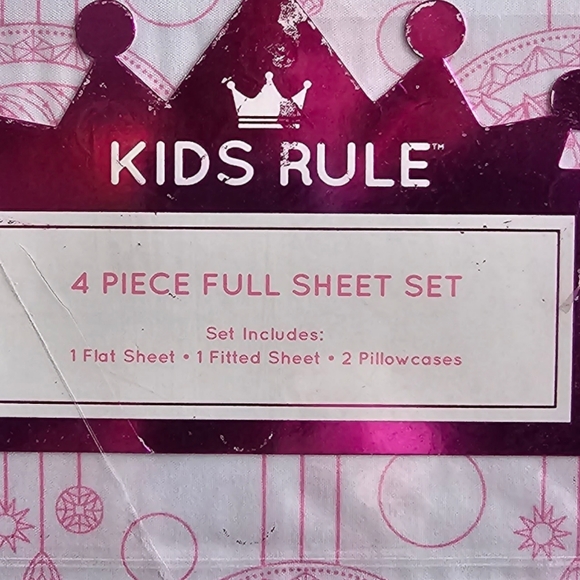 KIDS RULE™
4 PIECE FULL SHEET SET
Set Includes:
1 Flat Sheet • 1 Fitted Sheet • 2 Pillowcases